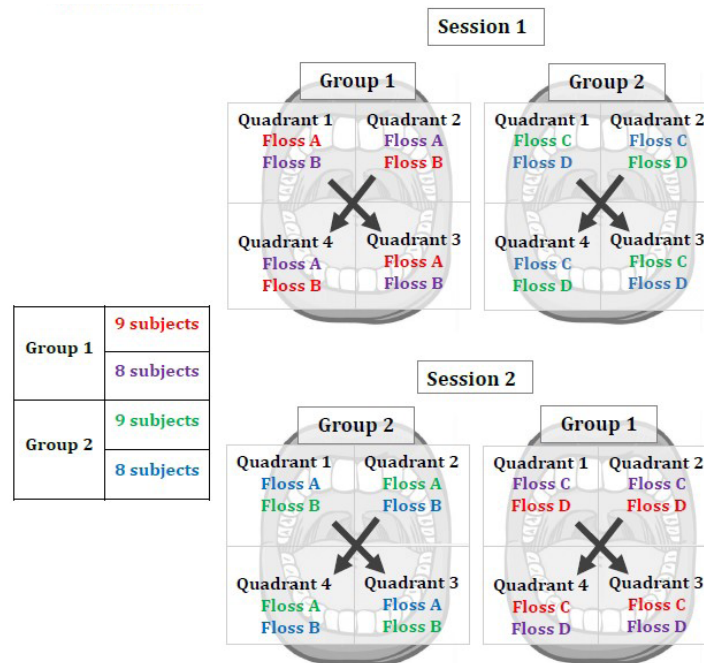 Session 1
Group 1
Group 2
Quadrant 1
Floss A
Floss B
Quadrant 2
Floss A
Floss B
Quadrant 4
Floss A
Floss B
Quadrant 3
Floss A
Floss B
Quadrant 1
Floss C
Floss D
Quadrant 2
Floss C
Floss D
Quadrant 4
Floss C
Floss D
Quadrant 3
Floss C
Floss D
Group 1
9 subjects
8 subjects
Group 2
9 subjects
8 subjects
Session 2
Group 2
Group 1
Quadrant 1
Floss A
Floss B
Quadrant 2
Floss A
Floss B
Quadrant 4
Floss A
Floss B
Quadrant 3
Floss A
Floss B
Quadrant 1
Floss C
Floss D
Quadrant 2
Floss C
Floss D
Quadrant 4
Floss C
Floss D
Quadrant 3
Floss C
Floss D